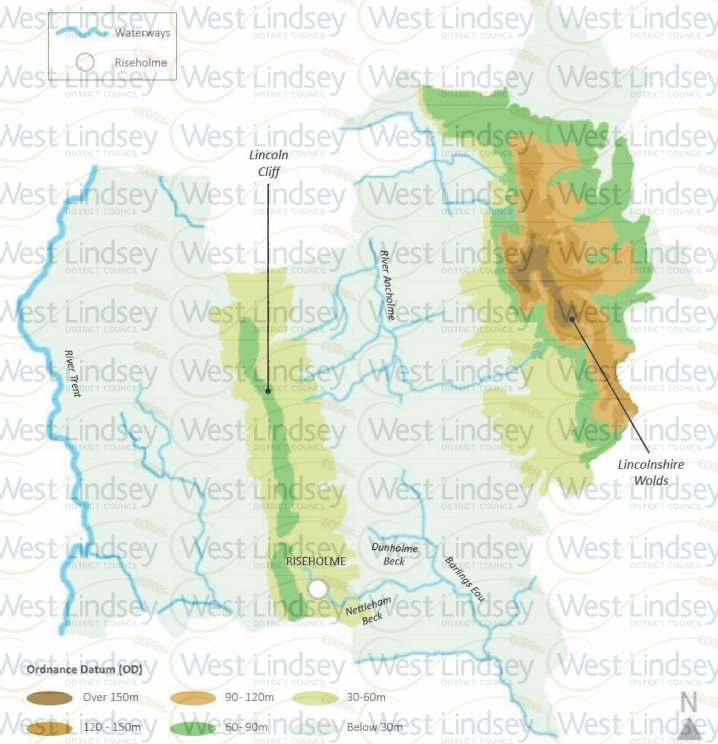 Waterways
Riseholme
Lincoln
Cliff
River Ancholme
River Trent
Lincolnshire
Wolds
RISEHOLME
Dunholme
Beck
Barlings Eau
Nettleham
Beck
Ordnance Datum (OD)
Over 150m
90- 120m
30-60m
120 - 150m
60- 90m
Below 30m
N
West Lindsey
DISTRICT COUNCIL